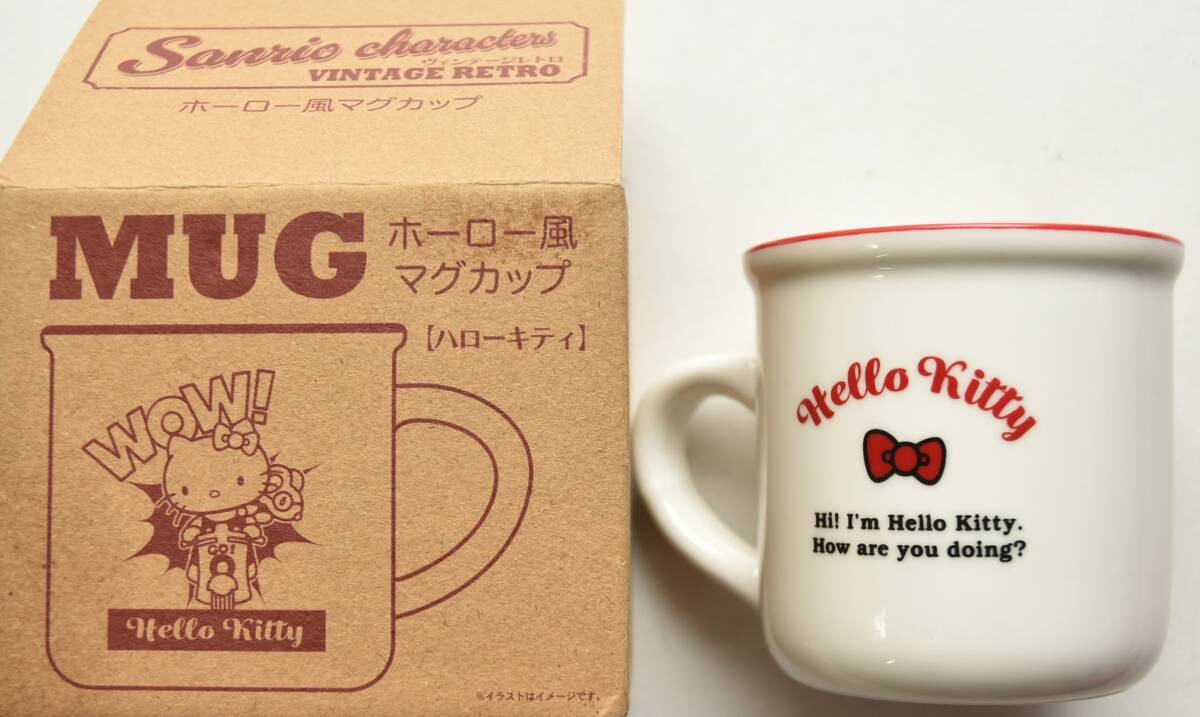 Sanrio characters
ヴィンテージレトロ
VINTAGE RETRO
ホーロー風マグカップ
MUG
ホーロー風
マグカップ
【ハローキティ】
WOW!
GO!
Hello Kitty
※イラストはイメージです。
Hello Kitty
Hi! I'm Hello Kitty.
How are you doing?